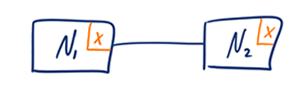 N₁ x
N₂ x